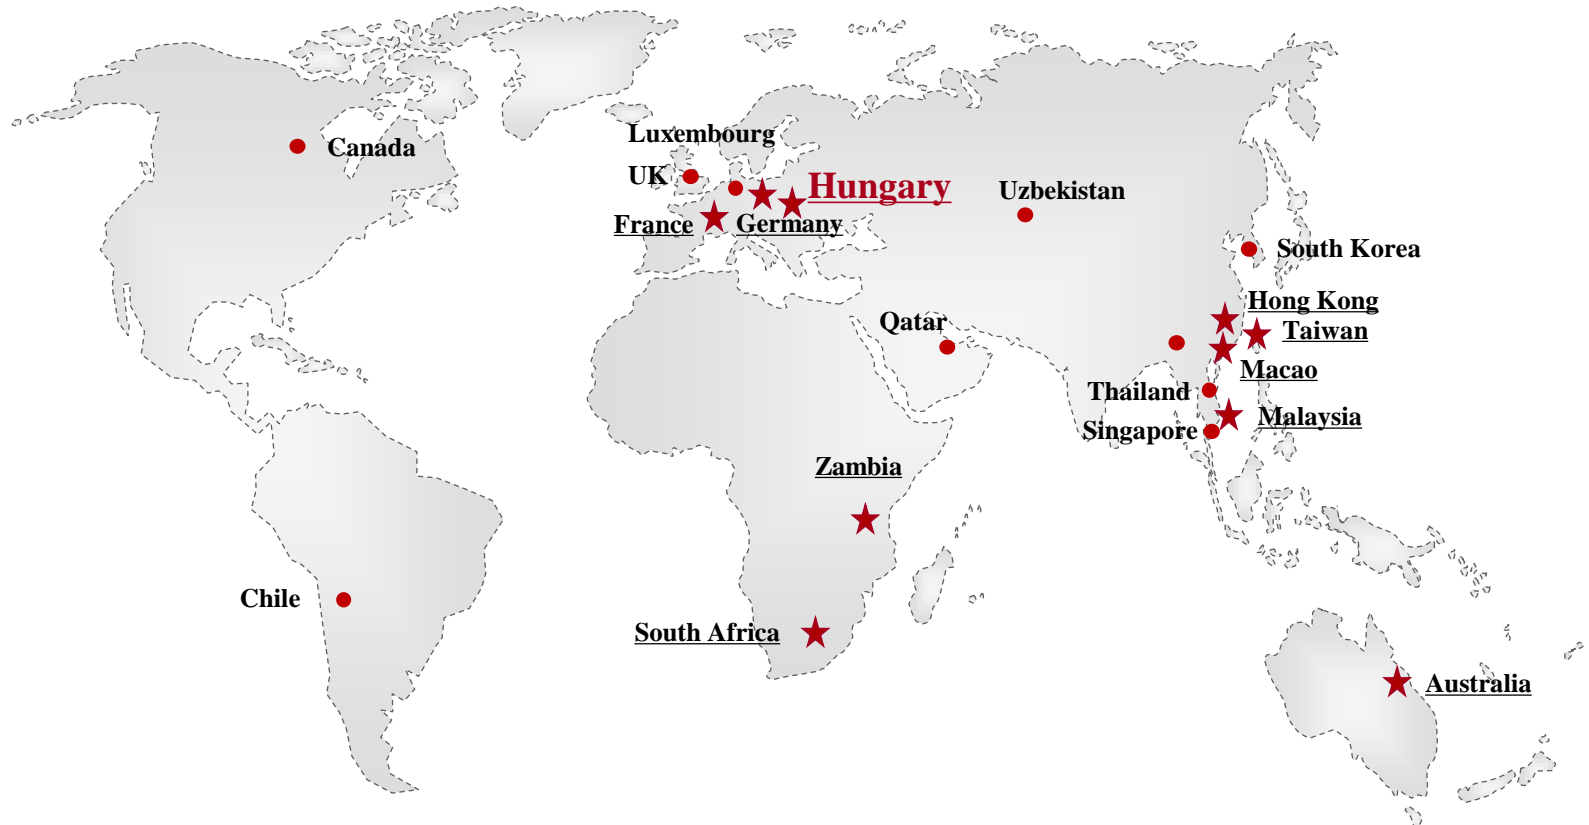 Luxembourg
Canada
UK
Hungary
Uzbekistan
France
Germany
South Korea
Hong Kong
Qatar
Taiwan
Macao
Thailand
Malaysia
Singapore
Zambia
Chile
South Africa
Australia